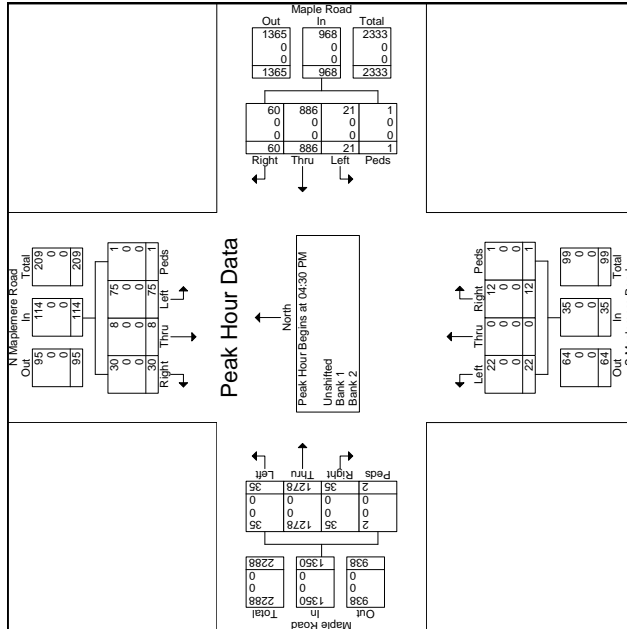 Maple Road
Out In Total
1365 968 2333
0 0 0
0 0 0
1365 968 2333
60 886 21 1
0 0 0 0
0 0 0 0
60 886 21 1
Right Thru Left Peds
N Maplemere Road
Out In Total
95 114 209
0 0 0
0 0 0
95 114 209
30 8 75 1
0 0 0 0
0 0 0 0
30 8 75 1
Right Thru Left Peds
Peak Hour Data
North
Peak Hour Begins at 04:30 PM
Unshifted
Bank 1
Bank 2
Left Thru Right Peds
22 0 12 1
0 0 0 0
0 0 0 0
22 0 12 1
Out In Total
64 35 99
0 0 0
0 0 0
64 35 99
Left Thru Right Peds
35 1278 35 2
0 0 0 0
0 0 0 0
35 1278 35 2
2288 1350 938
0 0 0
0 0 0
2288 1350 938
Total In Out
Maple Road